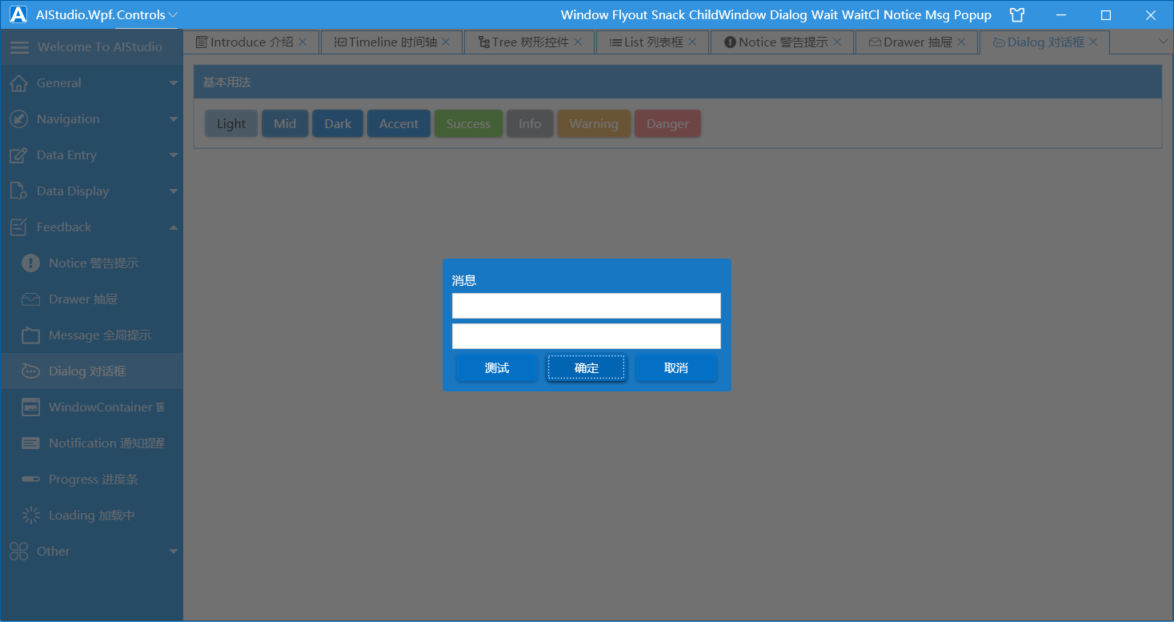 AIStudio.Wpf.Controls
Window Flyout Snack ChildWindow Dialog Wait WaitCl Notice Msg Popup
Welcome To AIStudio
Introduce 介绍
Timeline 时间轴
Tree 树形控件
List 列表框
Notice 警告提示
Drawer 抽屉
Dialog 对话框
General
Navigation
Data Entry
Data Display
Feedback
Notice 警告提示
Drawer 抽屉
Message 全局提示
Dialog 对话框
WindowContainer
Notification 通知提醒
Progress 进度条
Loading 加载中
Other
基本用法
Light Mid Dark Accent Success Info Warning Danger
消息
测试 确定 取消